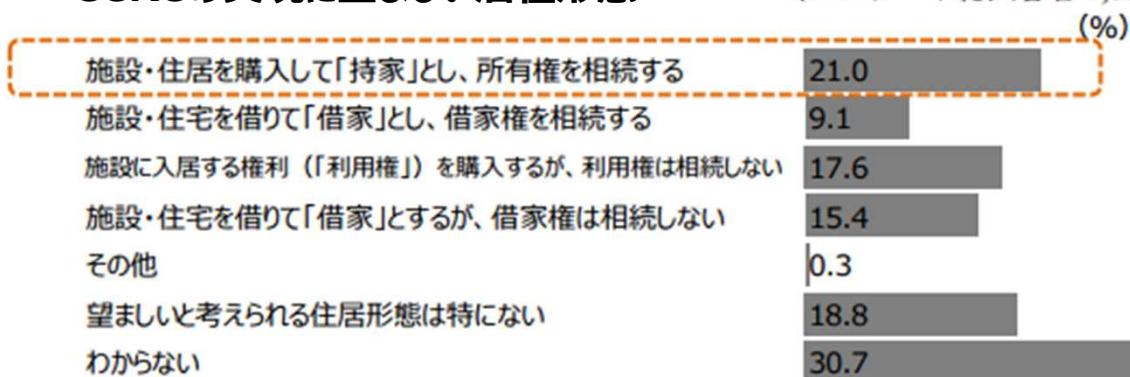 (%)
施設・住居を購入して「持家」とし、所有権を相続する 21.0
施設・住宅を借りて「借家」とし、借家権を相続する 9.1
施設に入居する権利（「利用権」）を購入するが、利用権は相続しない 17.6
施設・住宅を借りて「借家」とするが、借家権は相続しない 15.4
その他 0.3
望ましいと考えられる住居形態は特にない 18.8
わからない 30.7